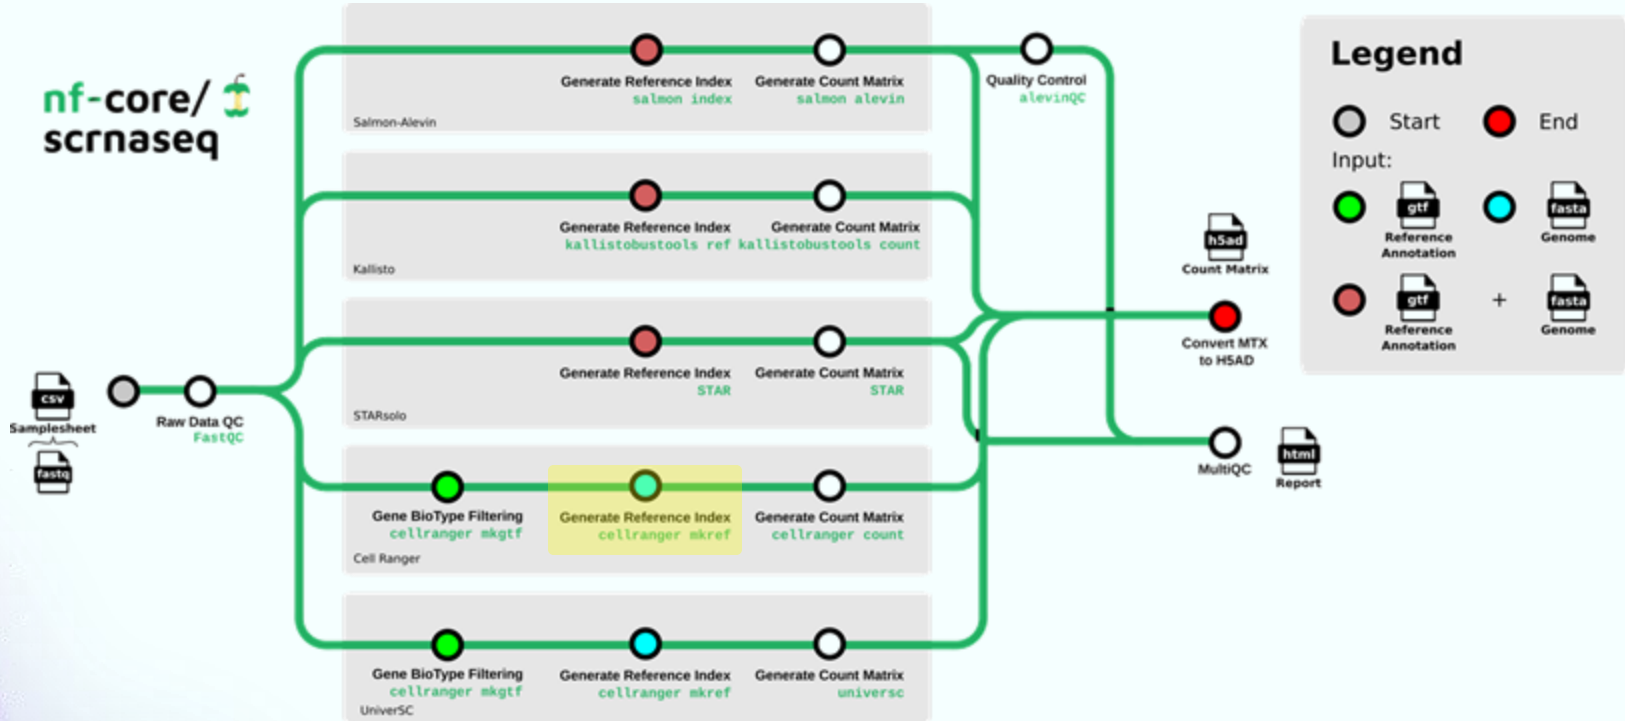 nf-core/
scrnaseq
Generate Reference Index
salmon index
Generate Count Matrix
salmon alevin
Salmon-Alevin
Quality Control
alevinQC
Generate Reference Index
kallistobustools ref
Generate Count Matrix
kallistobustools count
Kallisto
Generate Reference Index
STAR
Generate Count Matrix
STAR
STARsolo
csv
Samplesheet
fastq
Raw Data QC
FastQC
Gene BioType Filtering
cellranger mkgtf
Generate Reference Index
cellranger mkref
Generate Count Matrix
cellranger count
Cell Ranger
Gene BioType Filtering
cellranger mkgtf
Generate Reference Index
cellranger mkref
Generate Count Matrix
universc
UniverSC
h5ad
Count Matrix
Convert MTX
to H5AD
MultiQC
html
Report
Legend
Start
End
Input:
gtf
Reference
Annotation
fasta
Genome
gtf
Reference
Annotation
+
fasta
Genome